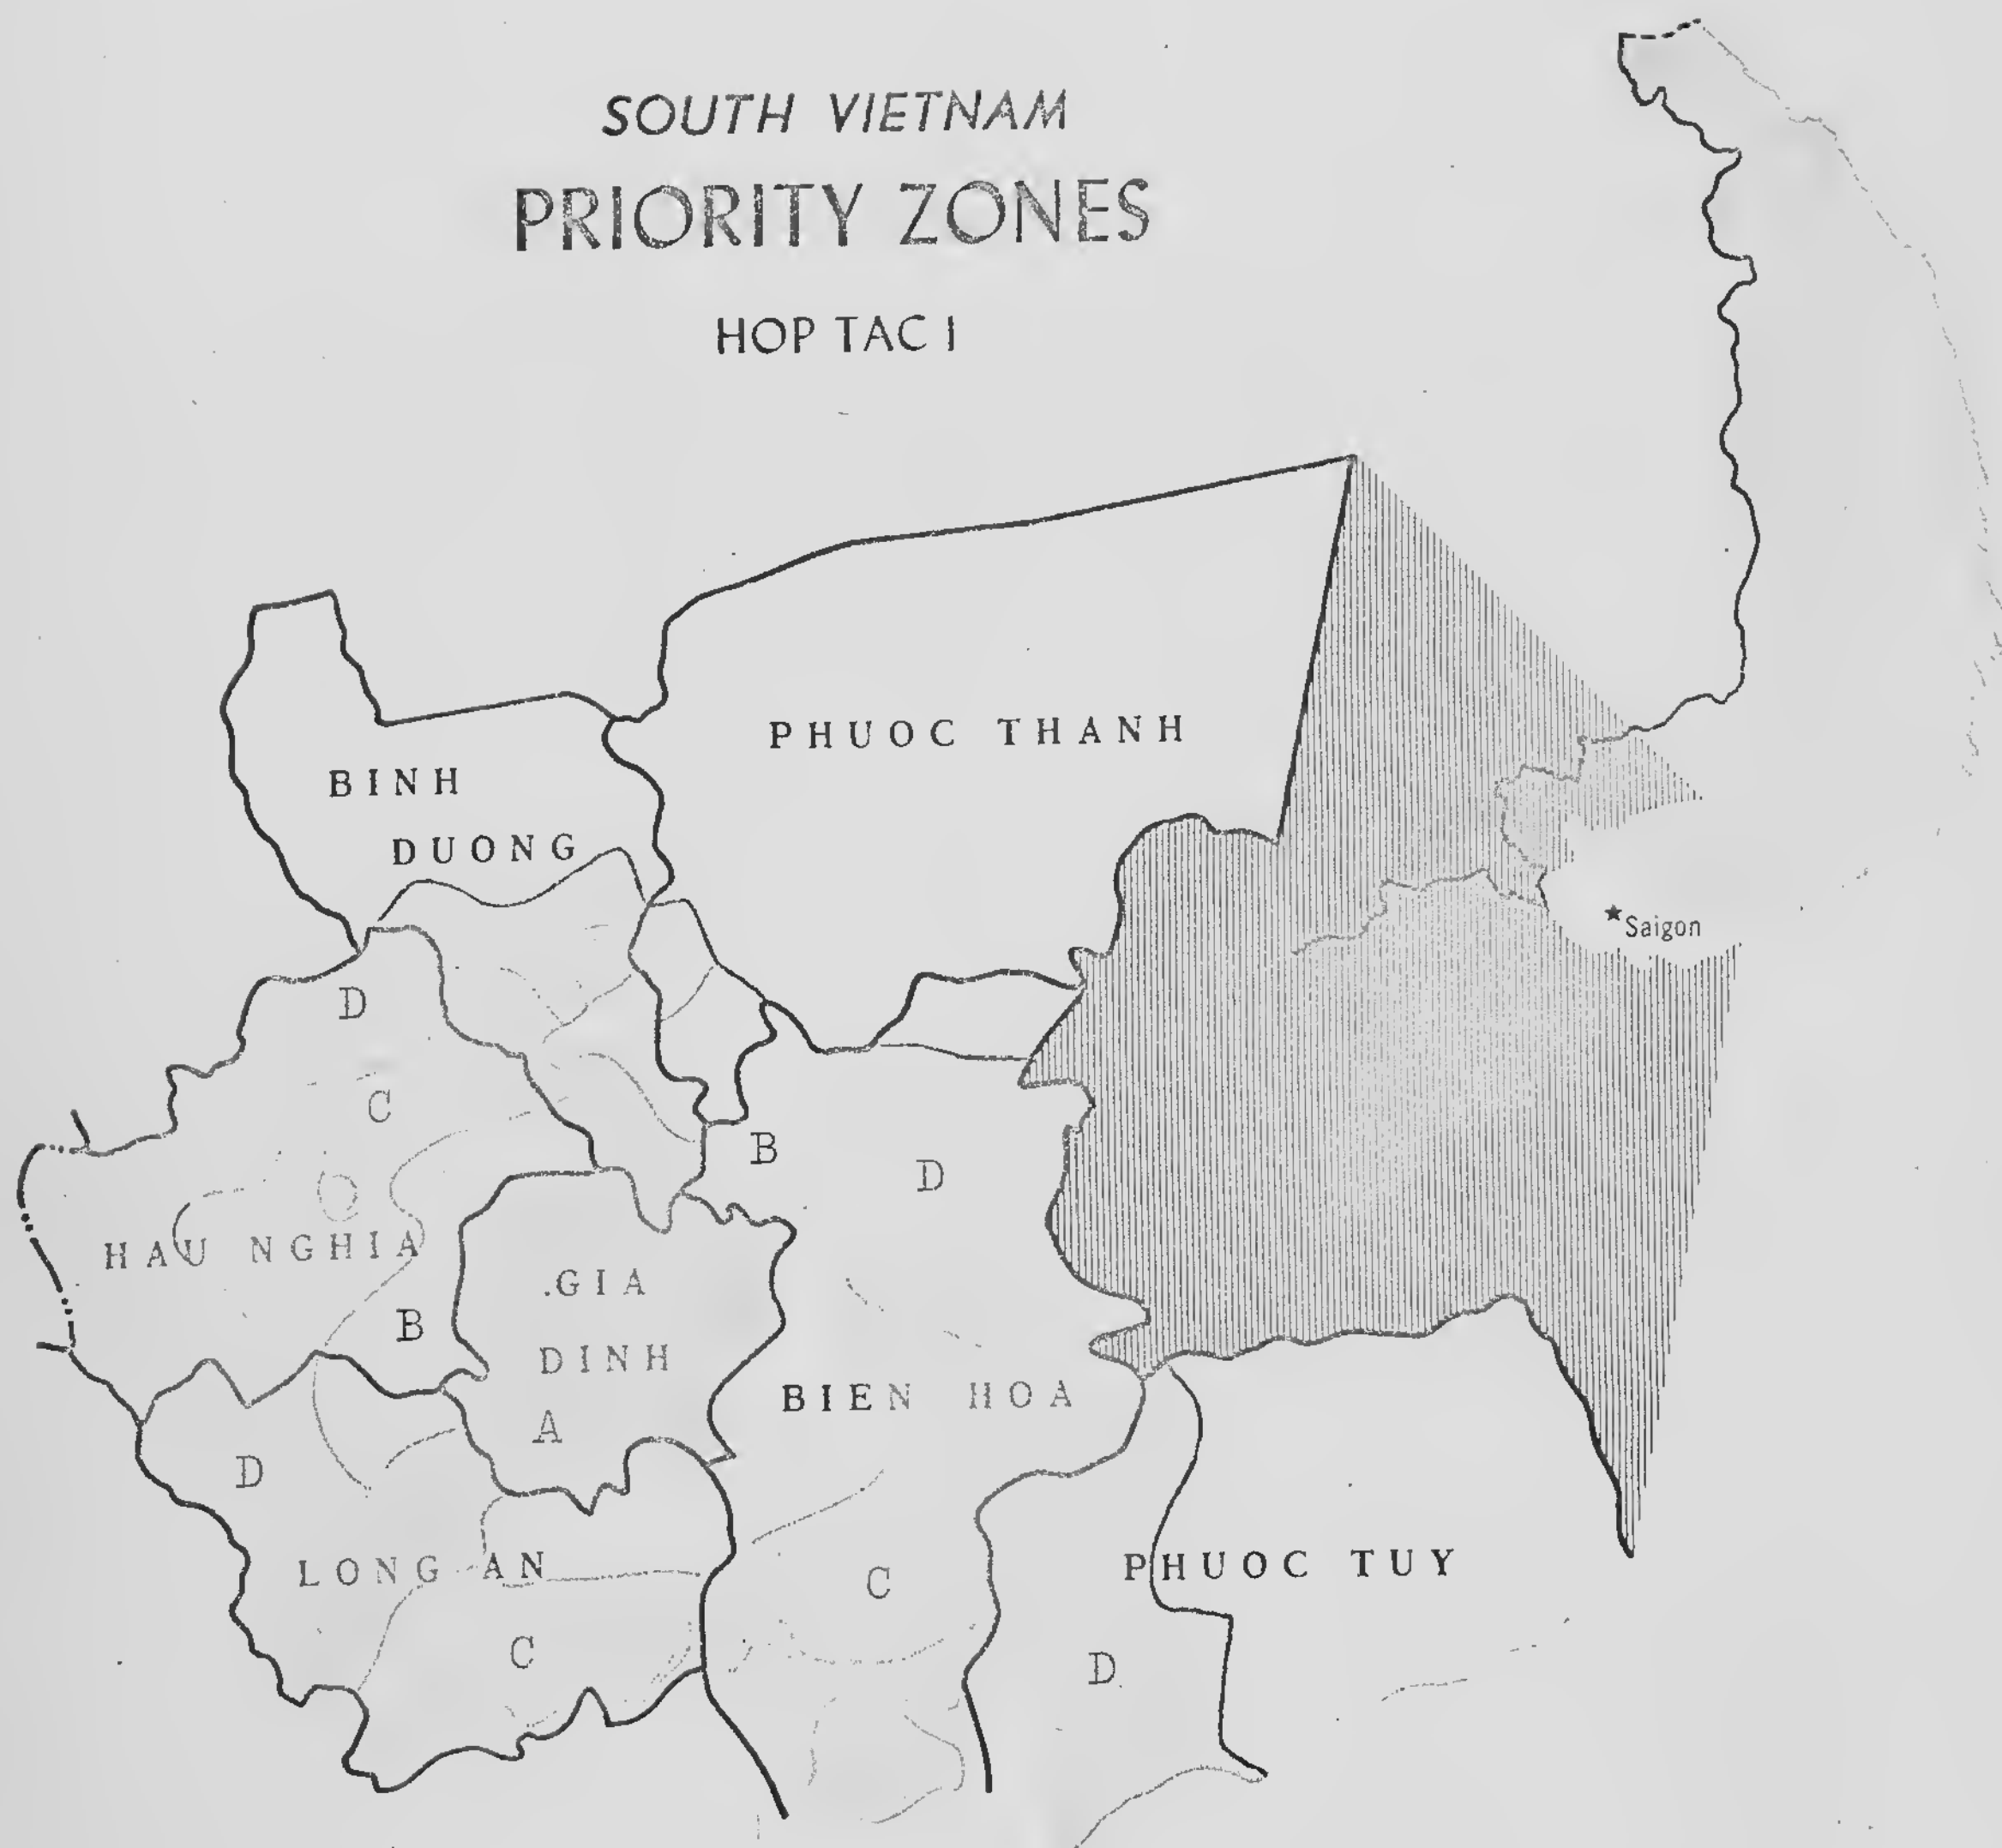 SOUTH VIETNAM
PRIORITY ZONES
HOP TAC I
PHUOC THANH
BINH
DUONG
Saigon
D
C
B
D
HAU NGHIA
.GIA
B
DINH
BIEN HOA
A
D
PHUOC TUY
LONG AN
C
C
D